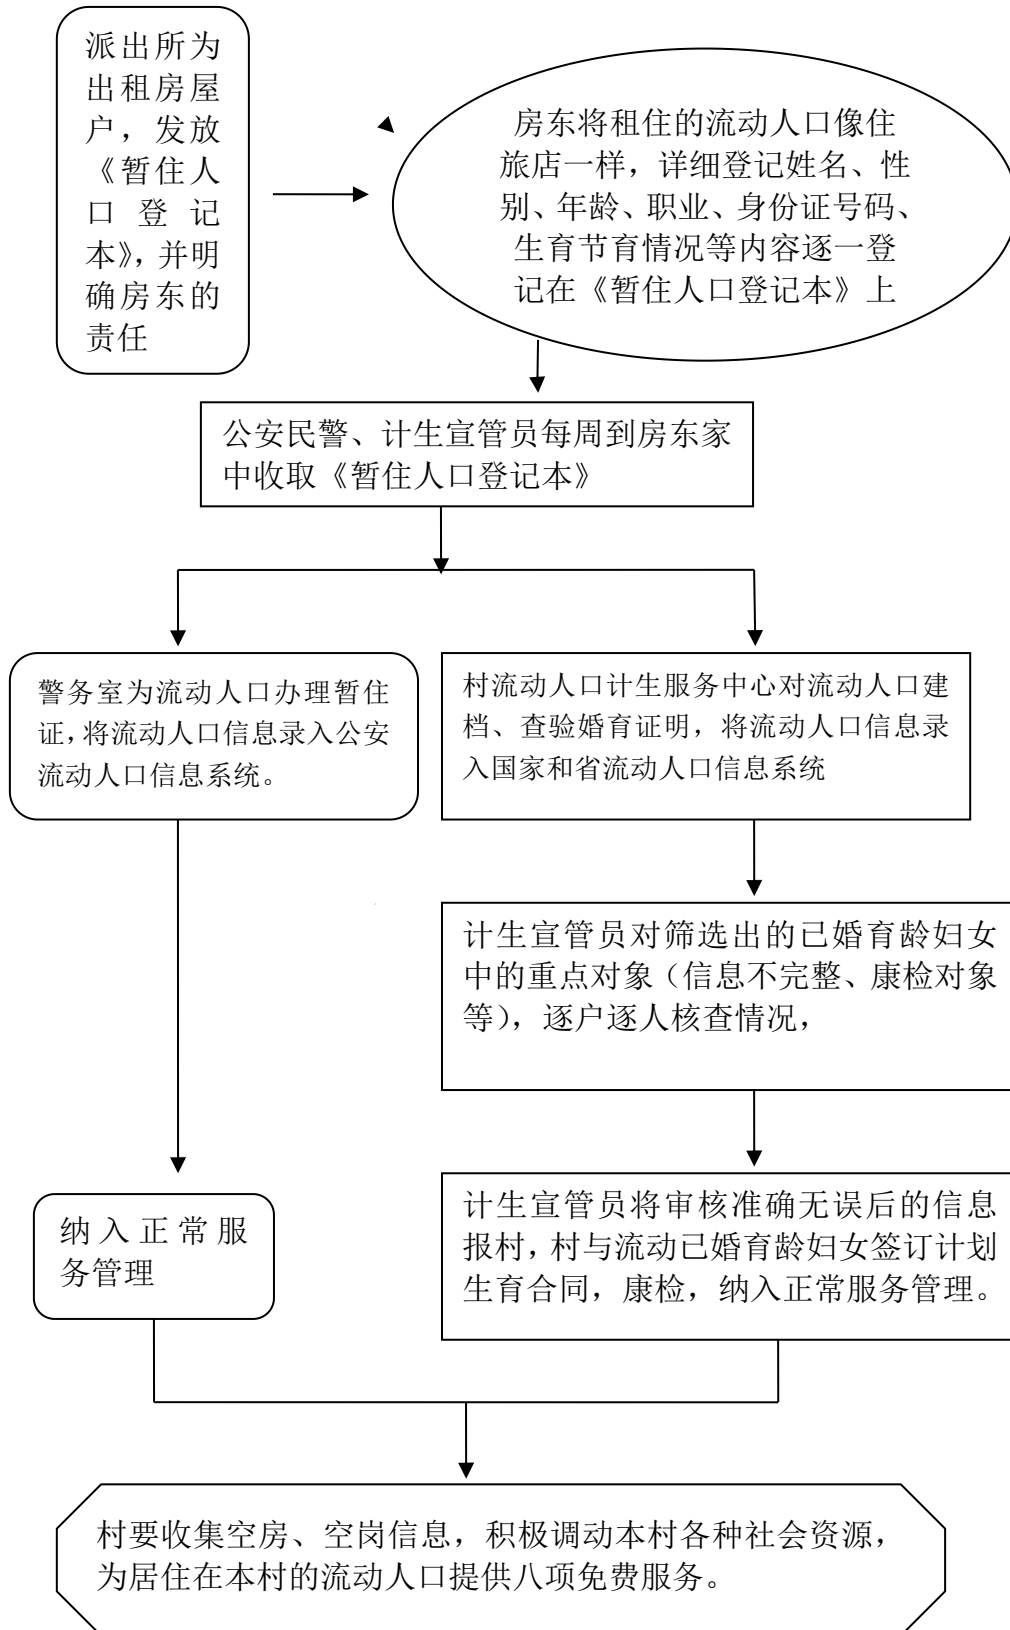 派出所为
出租房屋
户，发放
《暂住人
口登记
本》，并明
确房东的
责任
房东将租住的流动人口像住
旅店一样，详细登记姓名、性
别、年龄、职业、身份证号码、
生育节育情况等内容逐一登
记在《暂住人口登记本》上
公安民警、计生宣管员每周到房东家
中收取《暂住人口登记本》
警务室为流动人口办理暂住
证，将流动人口信息录入公安
流动人口信息系统。
村流动人口计生服务中心对流动人口建
档、查验婚育证明，将流动人口信息录
入国家和省流动人口信息系统
计生宣管员对筛选出的已婚育龄妇女
中的重点对象（信息不完整、康检对象
等），逐户逐人核查情况，
纳入正常服
务管理
计生宣管员将审核准确无误后的信息
报村，村与流动已婚育龄妇女签订计划
生育合同，康检，纳入正常服务管理。
村要收集空房、空岗信息，积极调动本村各种社会资源，
为居住在本村的流动人口提供八项免费服务。